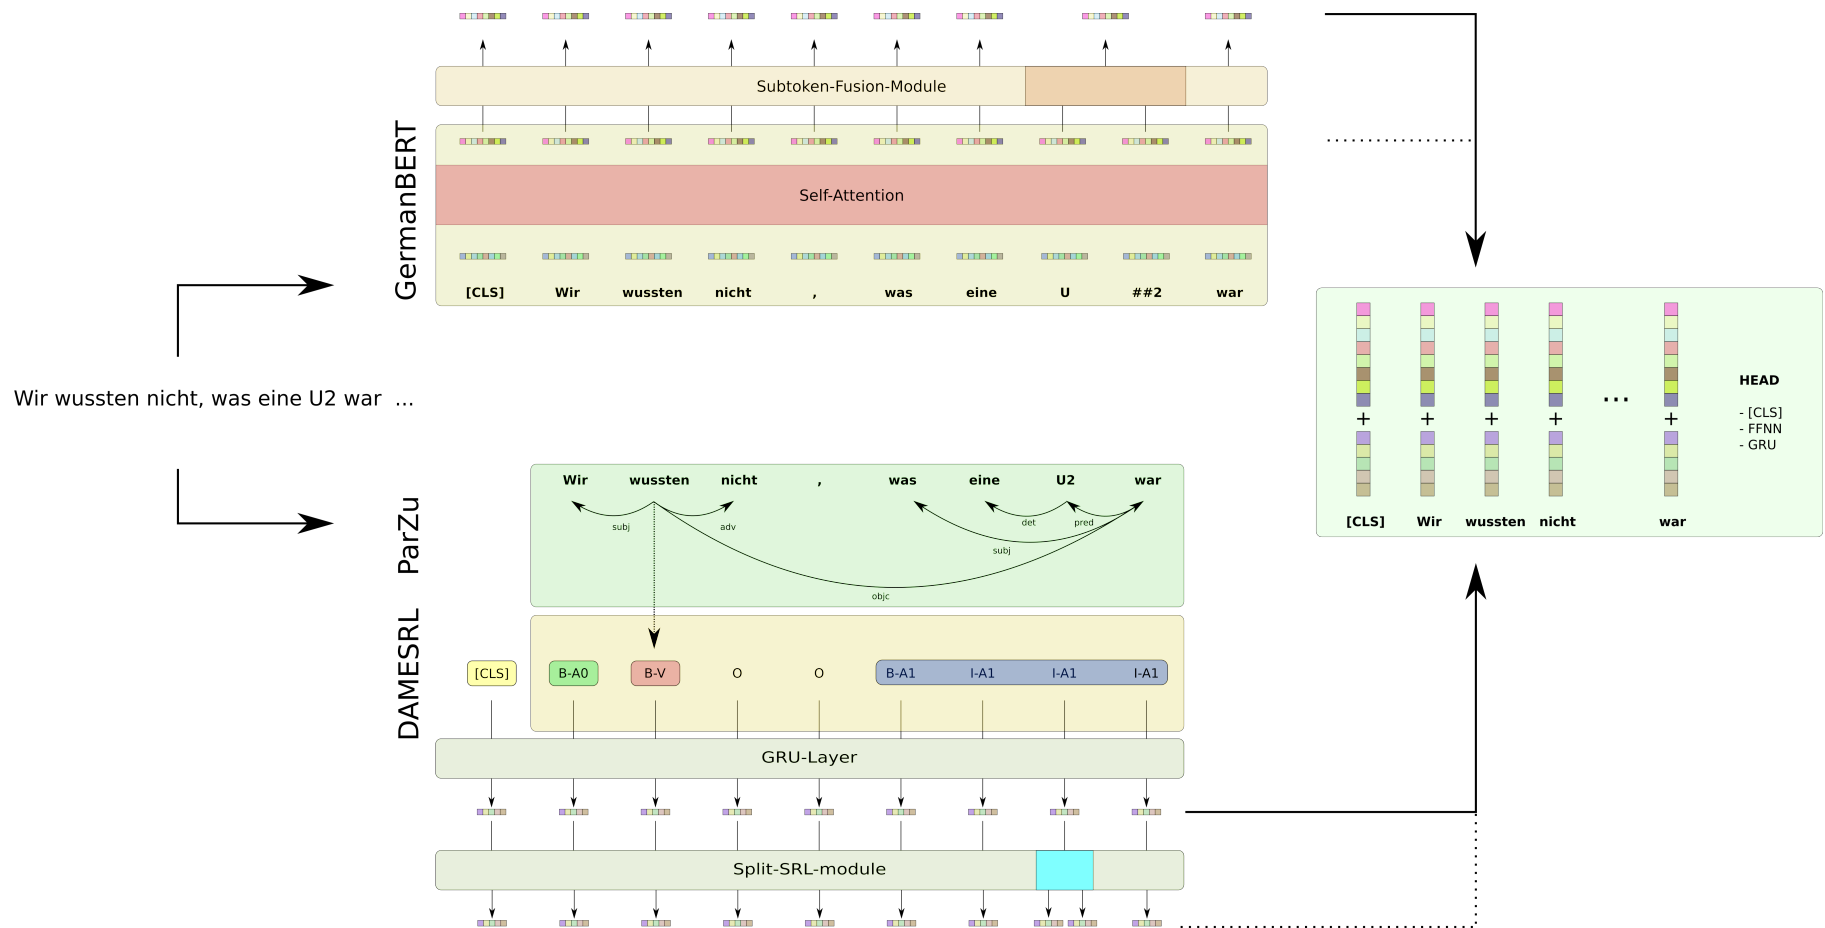 Subtoken-Fusion-Module
Self-Attention
GermanBERT
[CLS] Wir wussten nicht , was eine U ##2 war
Wir wussten nicht, was eine U2 war ...
ParZu
Wir wussten nicht , was eine U2 war
subj adv det pred
subj
objc
DAMESRL
[CLS] B-A0 B-V O O B-A1 I-A1 I-A1 I-A1
GRU-Layer
Split-SRL-module
+ + + + ... +
[CLS] Wir wussten nicht war
HEAD
- [CLS]
- FFNN
- GRU